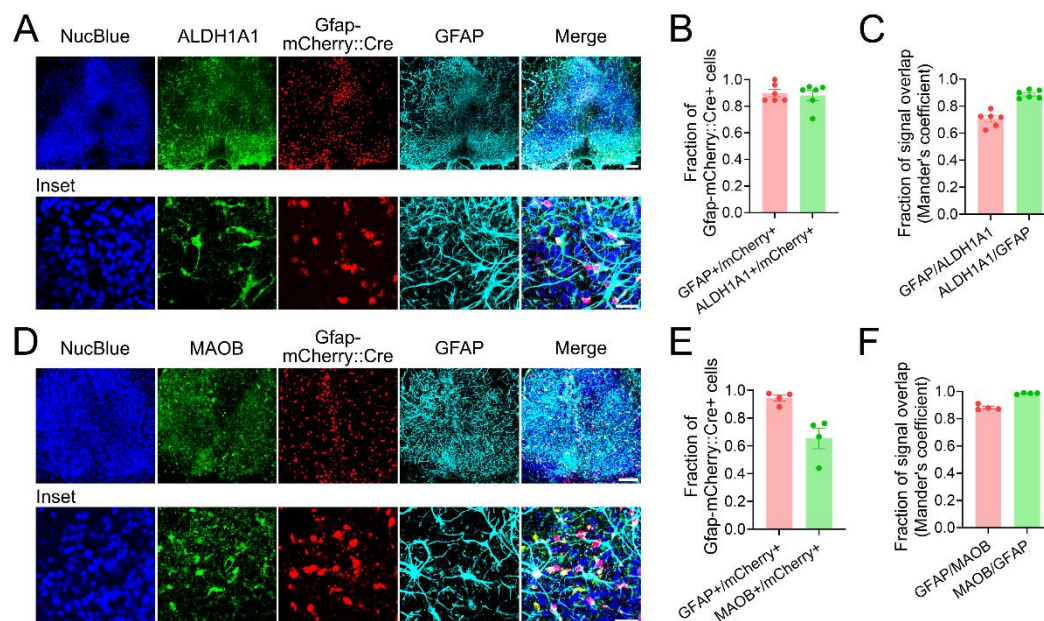 A
NucBlue
ALDH1A1
Gfap-
mCherry::Cre
GFAP
Merge
Inset
B
Fraction of
Gfap-mCherry::Cre+ cells
1.0
0.8
0.6
0.4
0.2
0.0
GFAP+/mCherry+
ALDH1A1+/mCherry+
C
Fraction of signal overlap
(Mander's coefficient)
1.0
0.8
0.6
0.4
0.2
0.0
GFAP/ALDH1A1
ALDH1A1/GFAP
D
NucBlue
MAOB
Gfap-
mCherry::Cre
GFAP
Merge
Inset
E
Fraction of
Gfap-mCherry::Cre+ cells
1.0
0.8
0.6
0.4
0.2
0.0
GFAP+/mCherry+
MAOB+/mCherry+
F
Fraction of signal overlap
(Mander's coefficient)
1.0
0.8
0.6
0.4
0.2
0.0
GFAP/MAOB
MAOB/GFAP